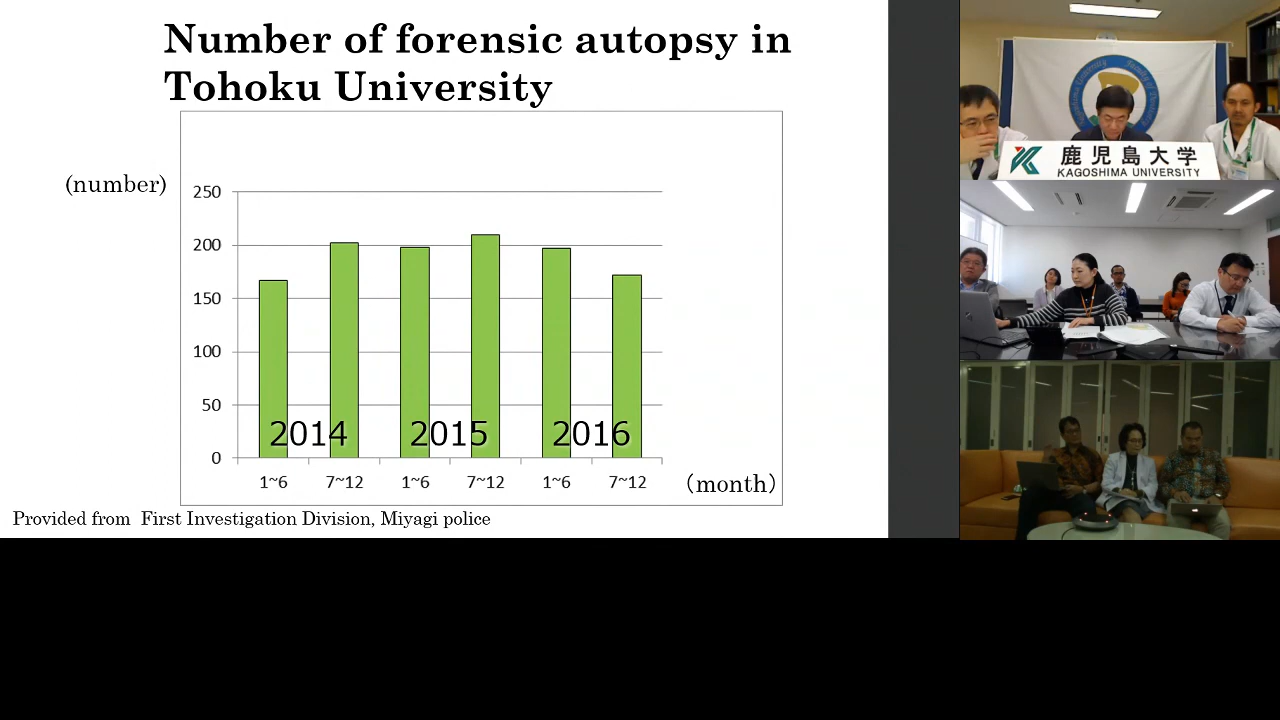 Number of forensic autopsy in
Tohoku University
(number)
250
200
150
100
50
0
2014
2015
2016
1~6
7~12
1~6
7~12
1~6
7~12
(month)
Provided from First Investigation Division, Miyagi police
鹿児島大学
KAGOSHIMA UNIVERSITY